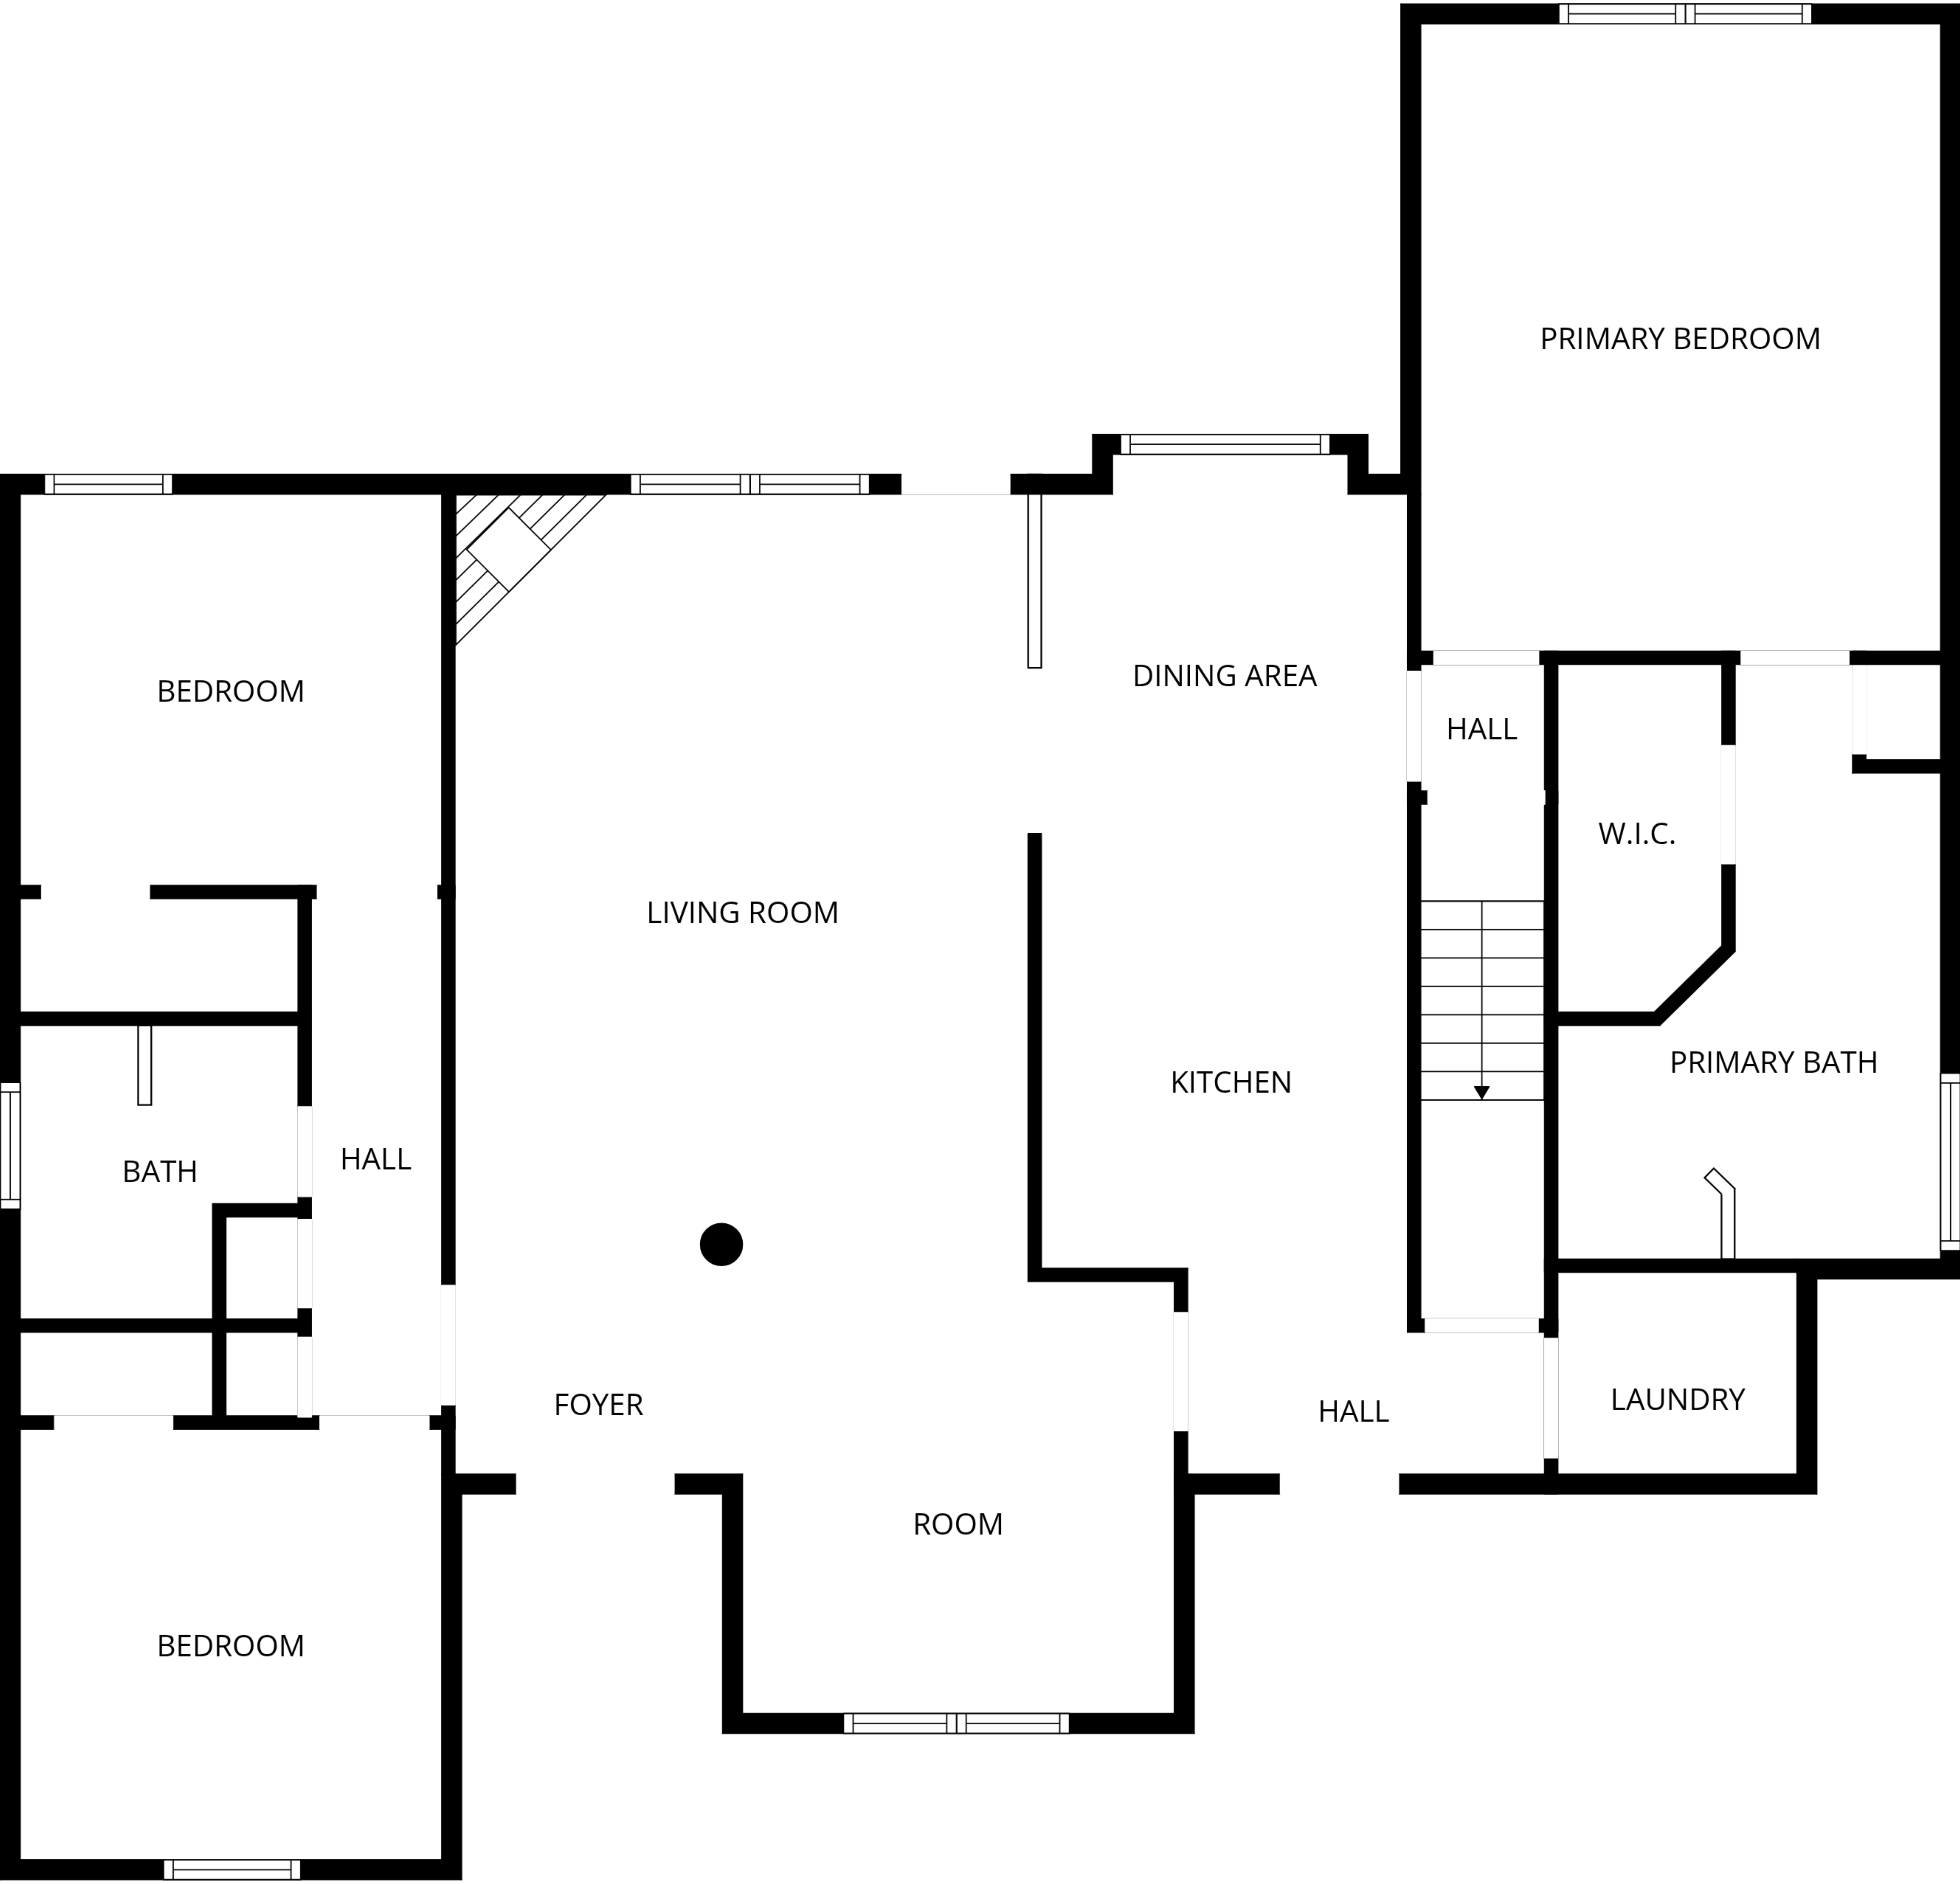 PRIMARY BEDROOM
BEDROOM
DINING AREA
HALL
W.I.C.
LIVING ROOM
KITCHEN
PRIMARY BATH
BATH
HALL
FOYER
HALL
LAUNDRY
ROOM
BEDROOM